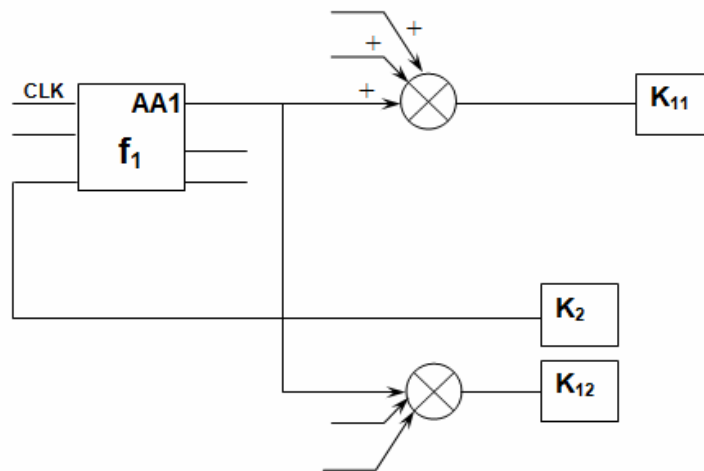 +
+
CLK
AA1
+
K₁₁
f₁
K₂
K₁₂